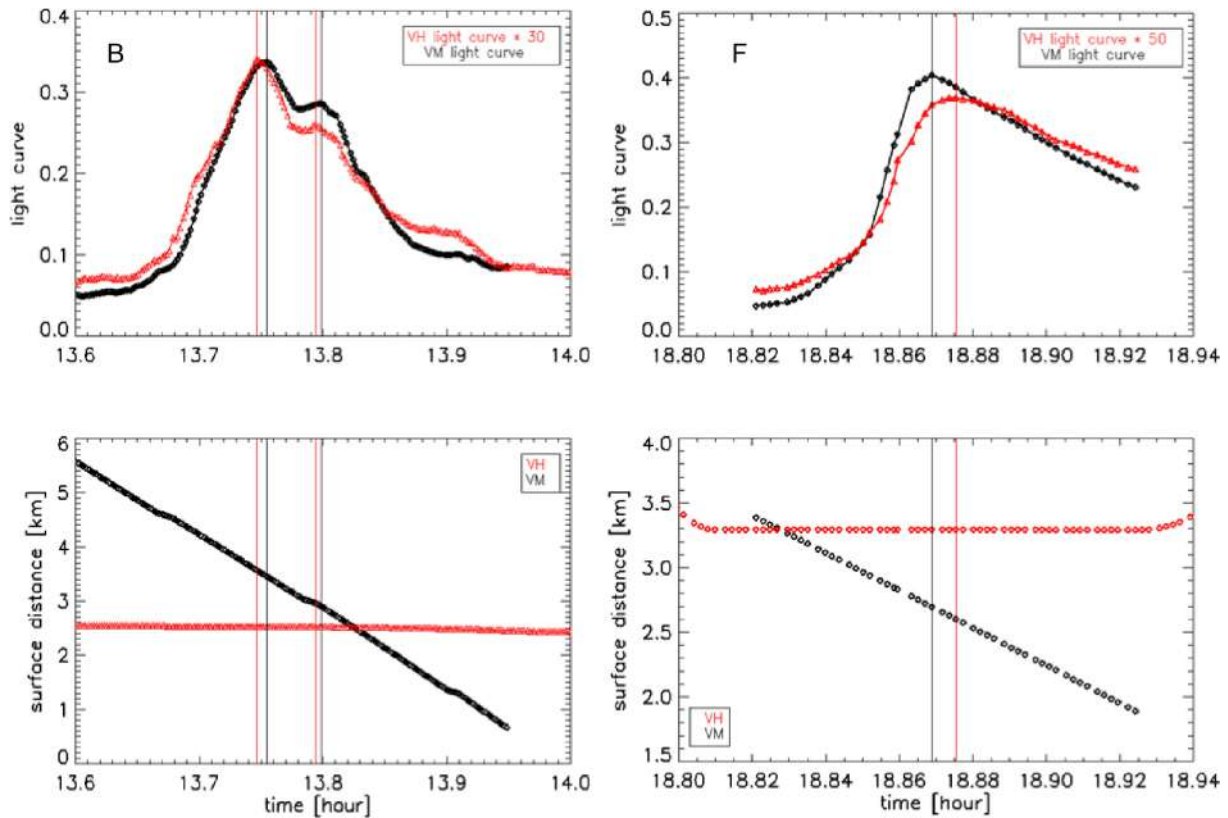 B
VH light curve * 30
VM light curve
0.4
0.3
0.2
0.1
0.0
light curve
13.6 13.7 13.8 13.9 14.0
F
VH light curve * 50
VM light curve
0.5
0.4
0.3
0.2
0.1
0.0
light curve
18.80 18.82 18.84 18.86 18.88 18.90 18.92 18.94
VH
VM
6
5
4
3
2
1
0
surface distance [km]
13.6 13.7 13.8 13.9 14.0
time [hour]
4.0
3.5
3.0
2.5
2.0
1.5
surface distance [km]
VH
VM
18.80 18.82 18.84 18.86 18.88 18.90 18.92 18.94
time [hour]